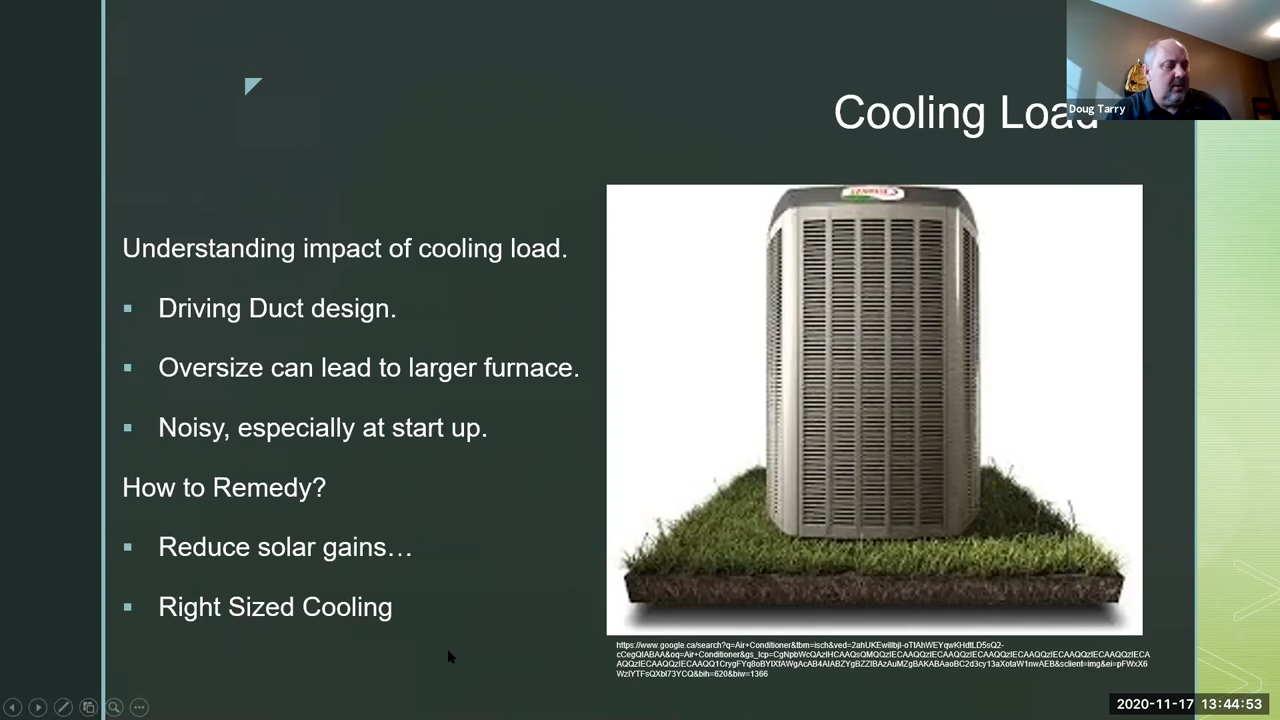 Cooling Load
Doug Tarry
Understanding impact of cooling load.
Driving Duct design.
Oversize can lead to larger furnace.
Noisy, especially at start up.
How to Remedy?
Reduce solar gains…
Right Sized Cooling
2020-11-17 13:44:53